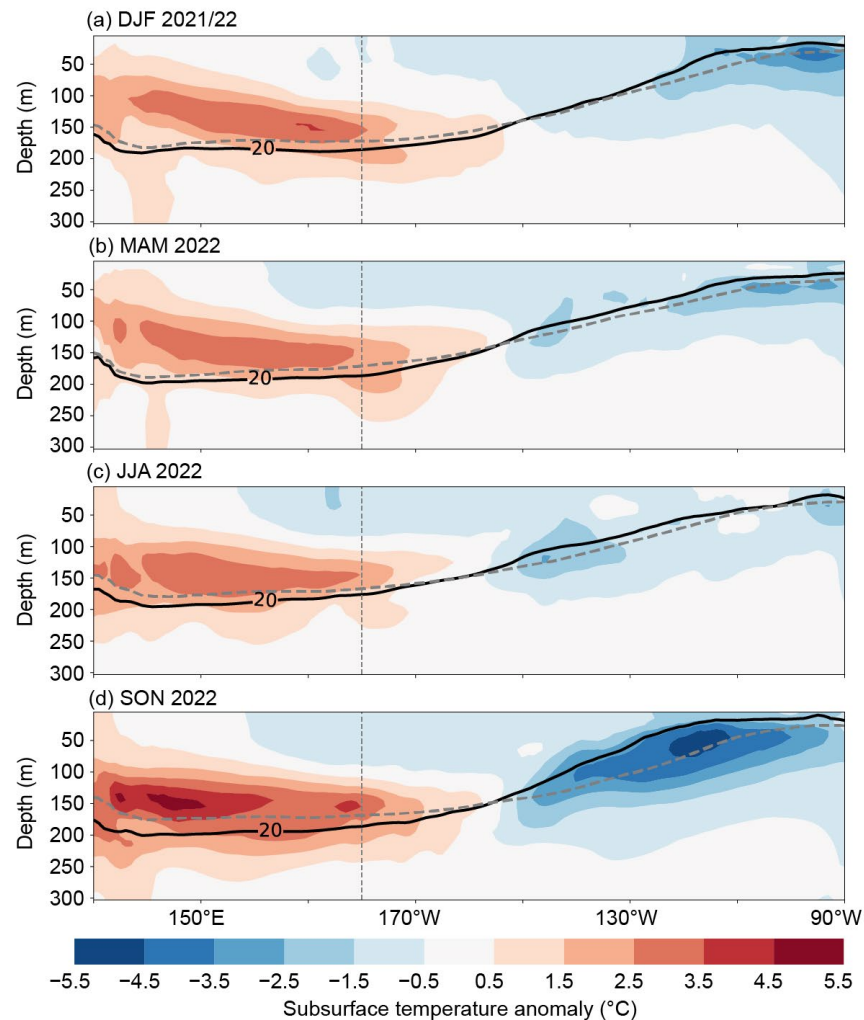 (a) DJF 2021/22
50
100
150
200
250
300
Depth (m)
20
(b) MAM 2022
50
100
150
200
250
300
Depth (m)
20
(c) JJA 2022
50
100
150
200
250
300
Depth (m)
20
(d) SON 2022
50
100
150
200
250
300
Depth (m)
20
150°E 170°W 130°W 90°W
−5.5 −4.5 −3.5 −2.5 −1.5 −0.5 0.5 1.5 2.5 3.5 4.5 5.5
Subsurface temperature anomaly (°C)